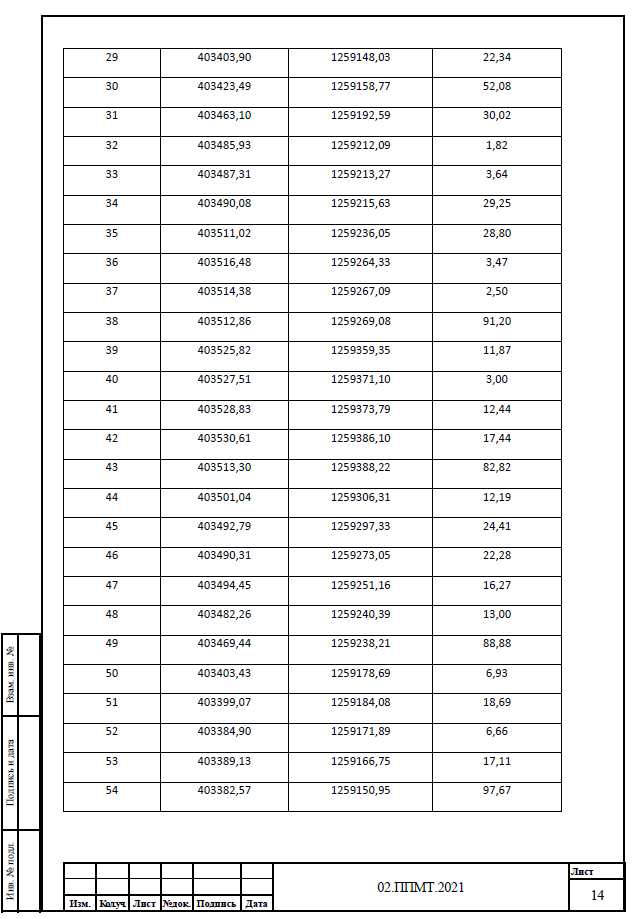 29 403403,90 1259148,03 22,34
30 403423,49 1259158,77 52,08
31 403463,10 1259192,59 30,02
32 403485,93 1259212,09 1,82
33 403487,31 1259213,27 3,64
34 403490,08 1259215,63 29,25
35 403511,02 1259236,05 28,80
36 403516,48 1259264,33 3,47
37 403514,38 1259267,09 2,50
38 403512,86 1259269,08 91,20
39 403525,82 1259359,35 11,87
40 403527,51 1259371,10 3,00
41 403528,83 1259373,79 12,44
42 403530,61 1259386,10 17,44
43 403513,30 1259388,22 82,82
44 403501,04 1259306,31 12,19
45 403492,79 1259297,33 24,41
46 403490,31 1259273,05 22,28
47 403494,45 1259251,16 16,27
48 403482,26 1259240,39 13,00
49 403469,44 1259238,21 88,88
50 403403,43 1259178,69 6,93
51 403399,07 1259184,08 18,69
52 403384,90 1259171,89 6,66
53 403389,13 1259166,75 17,11
54 403382,57 1259150,95 97,67
Взам. инв. №
Подпись и дата
Инв. № подл.
Изм. Колуч Лист №док. Подпись Дата
02.ППМТ.2021
Лист
14